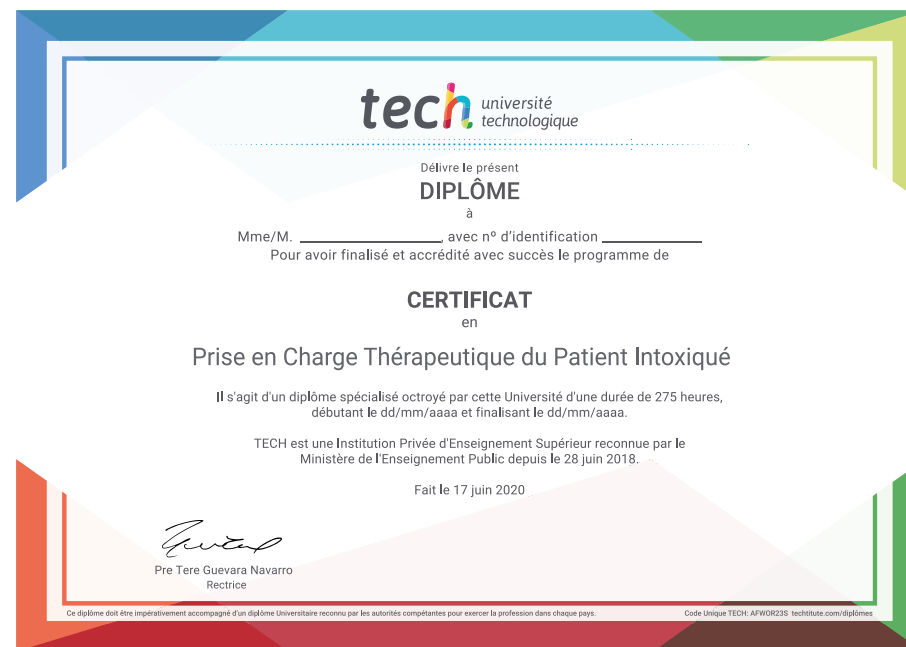 tech université
technologique
Délivre le présent
DIPLÔME
à
Mme/M. ____________, avec nº d'identification ____________
Pour avoir finalisé et accrédité avec succès le programme de
CERTIFICAT
en
Prise en Charge Thérapeutique du Patient Intoxiqué
Il s'agit d'un diplôme spécialisé octroyé par cette Université d'une durée de 275 heures,
débutant le dd/mm/aaaa et finalisant le dd/mm/aaaa.
TECH est une Institution Privée d'Enseignement Supérieur reconnue par le
Ministère de l'Enseignement Public depuis le 28 juin 2018.
Fait le 17 juin 2020
Pre Tere Guevara Navarro
Rectrice
Ce diplôme doit être impérativement accompagné d'un diplôme Universitaire reconnu par les autorités compétantes pour exercer la profession dans chaque pays.
Code Unique TECH: AFWOR23S techtitute.com/diplômes